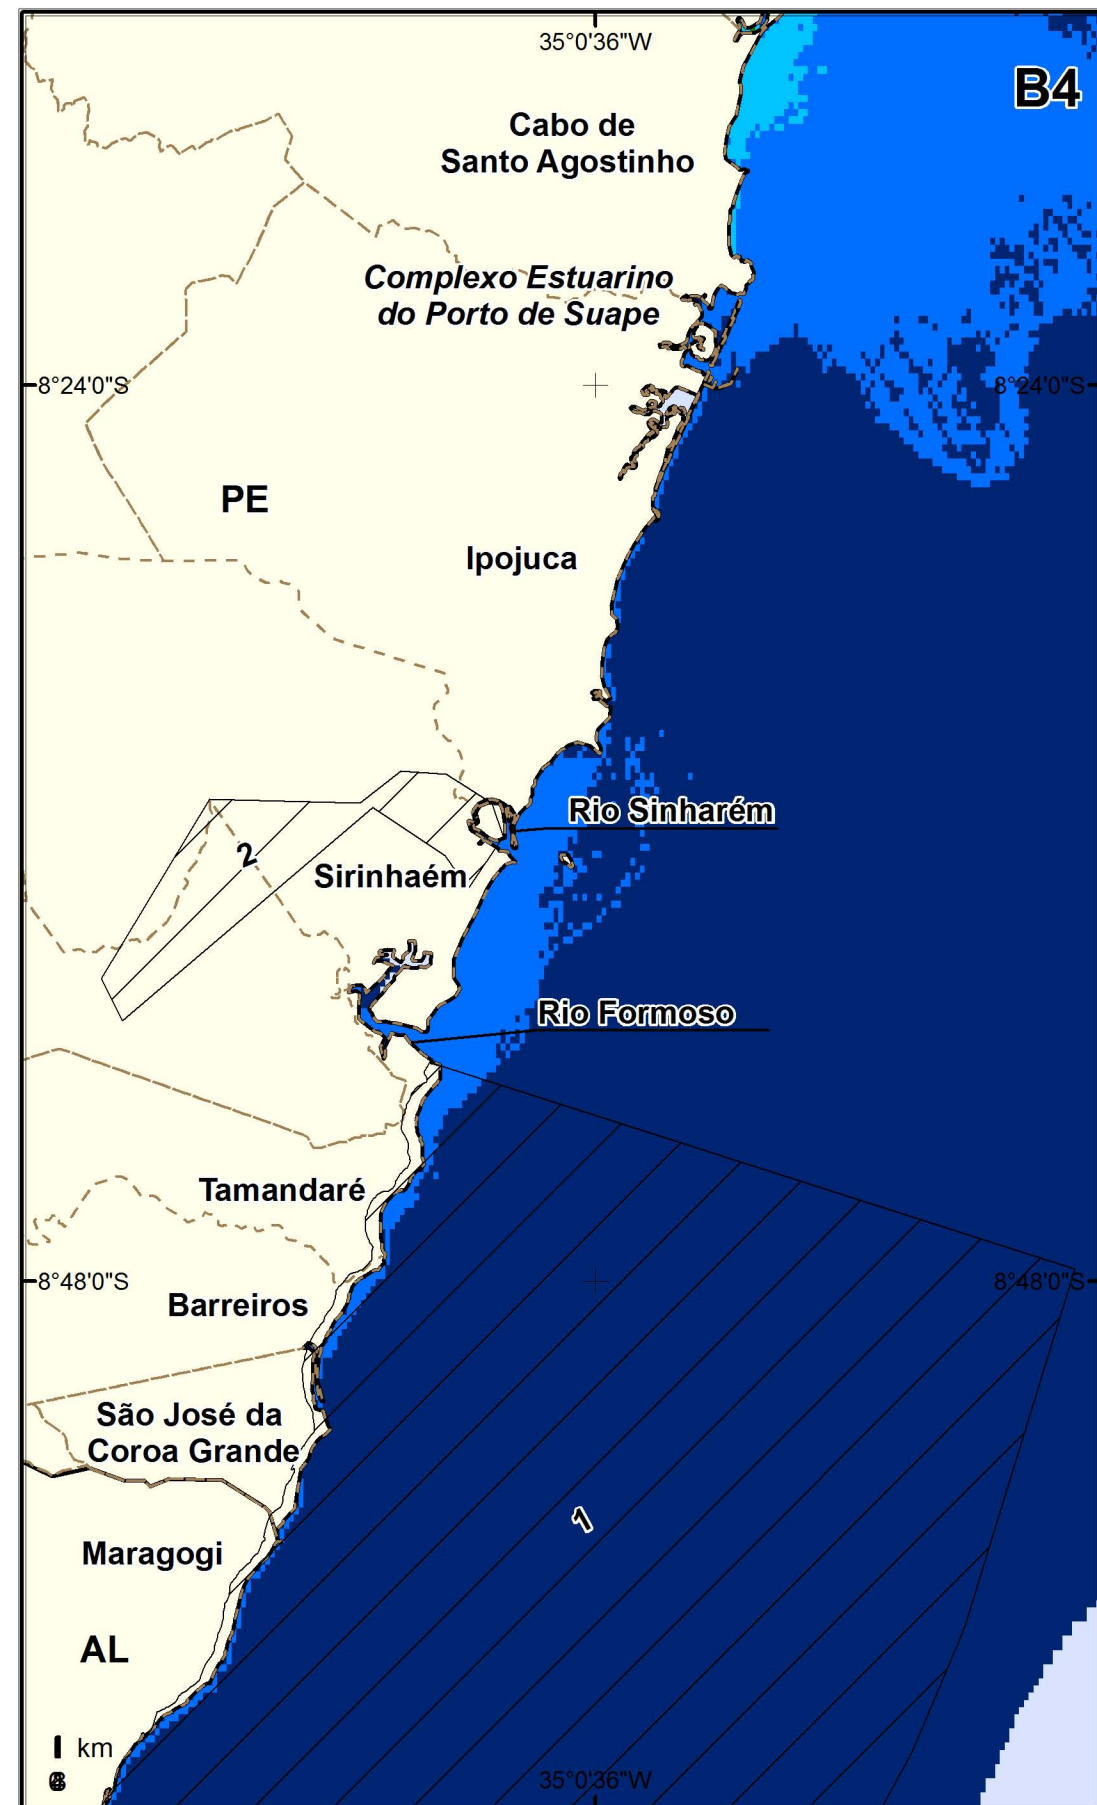 35°0'36"W
B4
Cabo de
Santo Agostinho
Complexo Estuarino
do Porto de Suape
8°24'0"S
8°24'0"S
PE
Ipojuca
Rio Sinharém
2
Sirinhaém
Rio Formoso
Tamandaré
8°48'0"S
8°48'0"S
Barreiros
São José da
Coroa Grande
1
Maragogi
AL
km
35°0'36"W